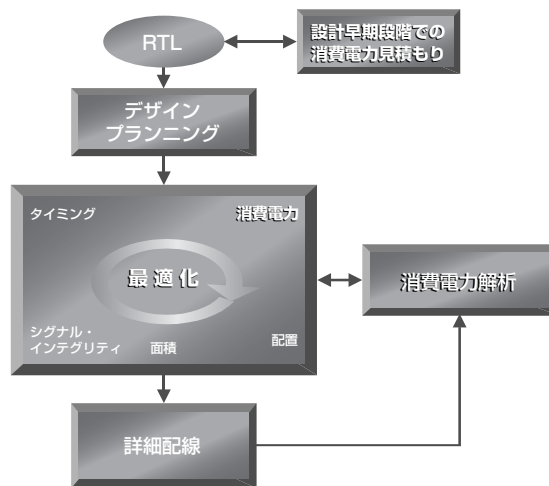 RTL
設計早期段階での
消費電力見積もり
デザイン
プランニング
タイミング
消費電力
最適化
消費電力解析
シグナル・
インテグリティ
面積
配置
詳細配線